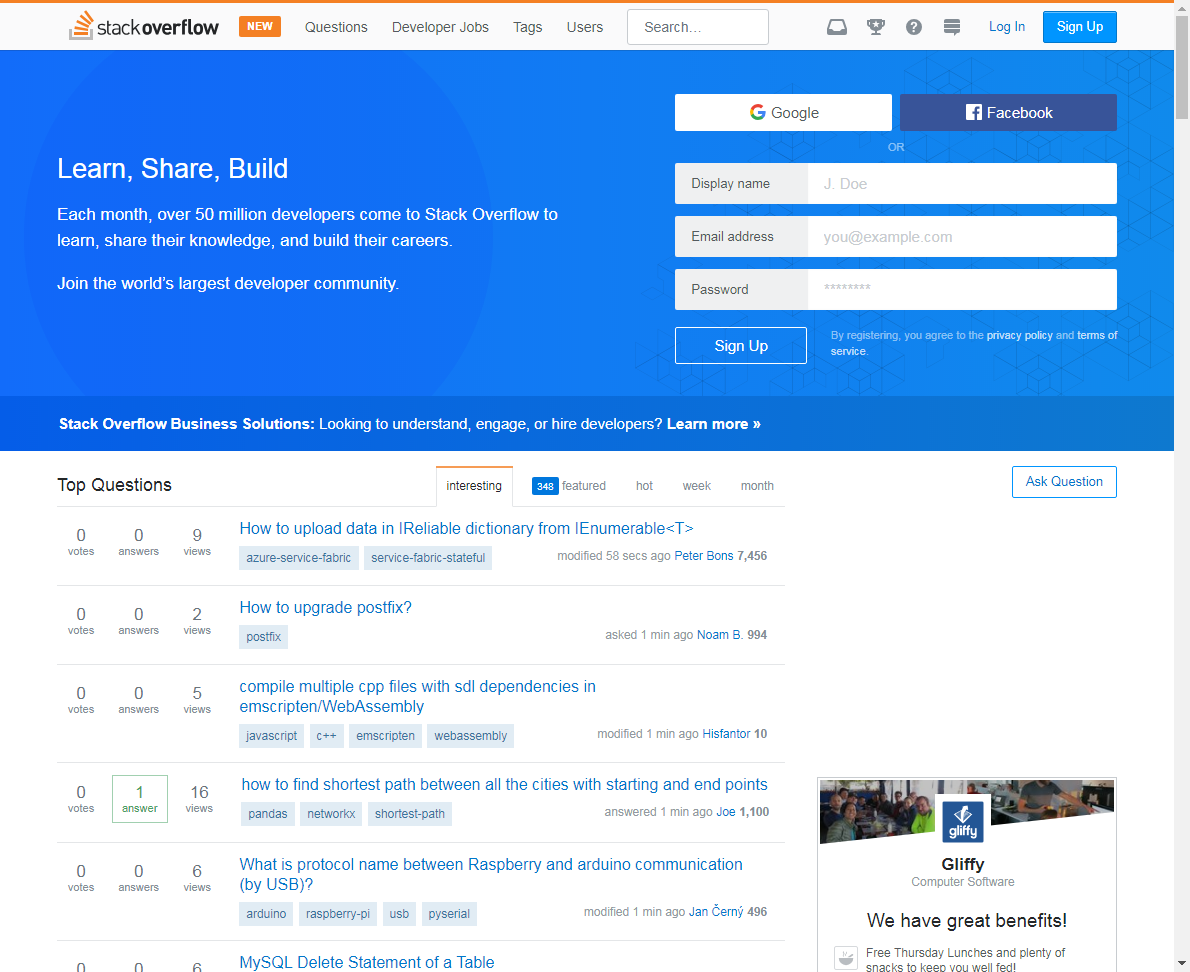 stackoverflow NEW Questions Developer Jobs Tags Users Search... Log In Sign Up
Google Facebook
OR
Learn, Share, Build
Each month, over 50 million developers come to Stack Overflow to
learn, share their knowledge, and build their careers.
Join the world's largest developer community.
Display name J. Doe
Email address you@example.com
Password ********
Sign Up By registering, you agree to the privacy policy and terms of
service.
Stack Overflow Business Solutions: Looking to understand, engage, or hire developers? Learn more »
Top Questions interesting 348 featured hot week month Ask Question
0 0 9 How to upload data in IReliable dictionary from IEnumerable<T>
votes answers views azure-service-fabric service-fabric-stateful modified 58 secs ago Peter Bons 7,456
0 0 2 How to upgrade postfix?
votes answers views postfix asked 1 min ago Noam B. 994
0 0 5 compile multiple cpp files with sdl dependencies in
votes answers views emscripten/WebAssembly
javascript c++ emscripten webassembly modified 1 min ago Hisfantor 10
0 1 16 how to find shortest path between all the cities with starting and end points
votes answer views pandas networkx shortest-path answered 1 min ago Joe 1,100
0 0 6 What is protocol name between Raspberry and arduino communication
votes answers views (by USB)?
arduino raspberry-pi usb pyserial modified 1 min ago Jan Černý 496
0 0 6 MySQL Delete Statement of a Table
gliffy
Gliffy
Computer Software
We have great benefits!
Free Thursday Lunches and plenty of
snacks to keep you well fed!